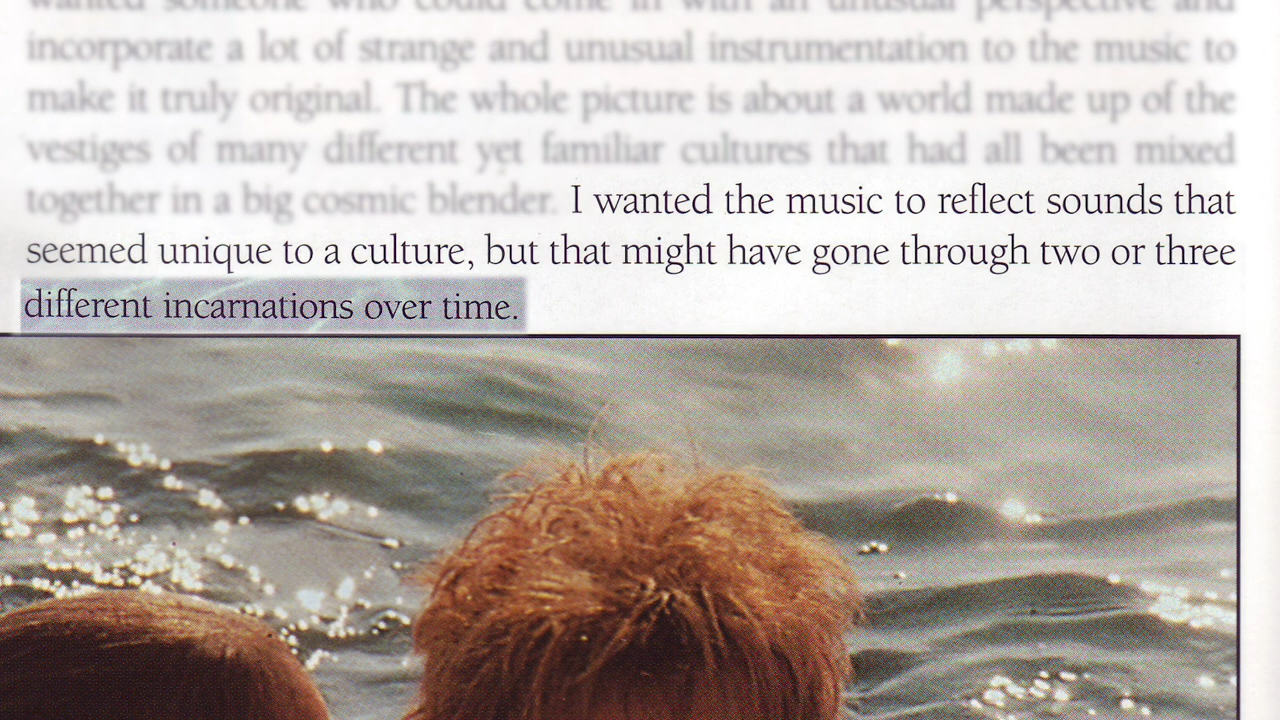 wanted someone who could come in with an unusual perspective and
incorporate a lot of strange and unusual instrumentation to the music to
make it truly original. The whole picture is about a world made up of the
vestiges of many different yet familiar cultures that had all been mixed
together in a big cosmic blender. I wanted the music to reflect sounds that
seemed unique to a culture, but that might have gone through two or three
different incarnations over time.